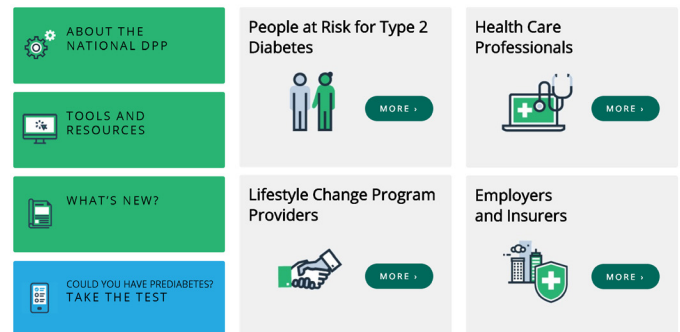 ABOUT THE
NATIONAL DPP
TOOLS AND
RESOURCES
WHAT'S NEW?
COULD YOU HAVE PREDIABETES?
TAKE THE TEST
People at Risk for Type 2
Diabetes
MORE ›
Health Care
Professionals
MORE ›
Lifestyle Change Program
Providers
MORE ›
Employers
and Insurers
MORE ›